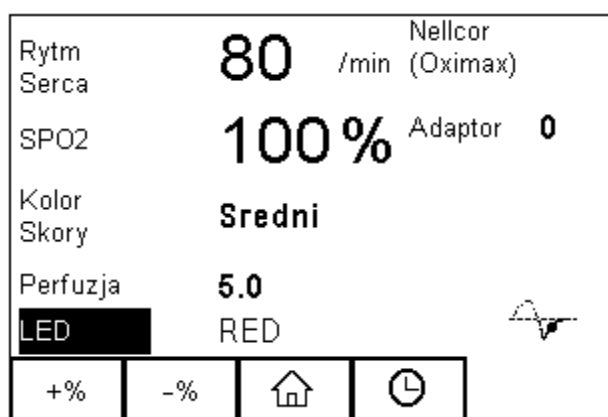 Rytm Serca 80 /min Nellcor (Oximax)
SPO2 100% Adaptor 0
Kolor Skory Sredni
Perfuzja 5.0
LED RED
+% -%